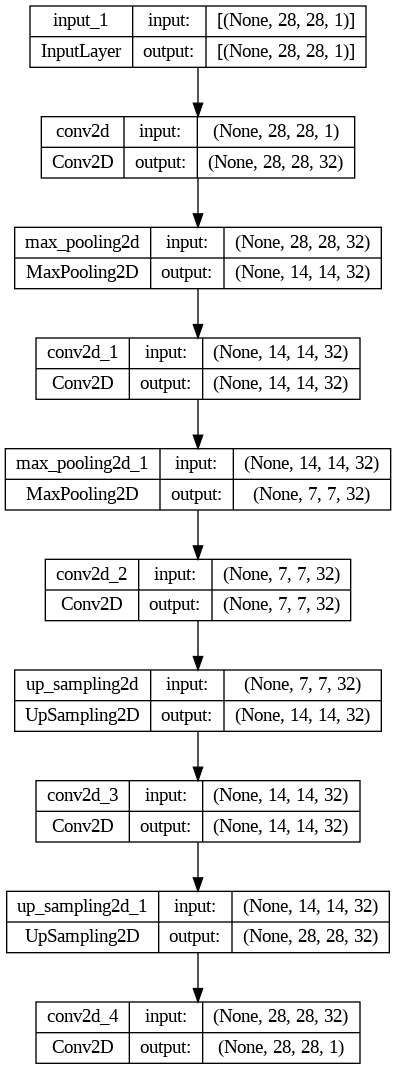 input_1 input: [(None, 28, 28, 1)]
InputLayer output: [(None, 28, 28, 1)]
conv2d input: (None, 28, 28, 1)
Conv2D output: (None, 28, 28, 32)
max_pooling2d input: (None, 28, 28, 32)
MaxPooling2D output: (None, 14, 14, 32)
conv2d_1 input: (None, 14, 14, 32)
Conv2D output: (None, 14, 14, 32)
max_pooling2d_1 input: (None, 14, 14, 32)
MaxPooling2D output: (None, 7, 7, 32)
conv2d_2 input: (None, 7, 7, 32)
Conv2D output: (None, 7, 7, 32)
up_sampling2d input: (None, 7, 7, 32)
UpSampling2D output: (None, 14, 14, 32)
conv2d_3 input: (None, 14, 14, 32)
Conv2D output: (None, 14, 14, 32)
up_sampling2d_1 input: (None, 14, 14, 32)
UpSampling2D output: (None, 28, 28, 32)
conv2d_4 input: (None, 28, 28, 32)
Conv2D output: (None, 28, 28, 1)